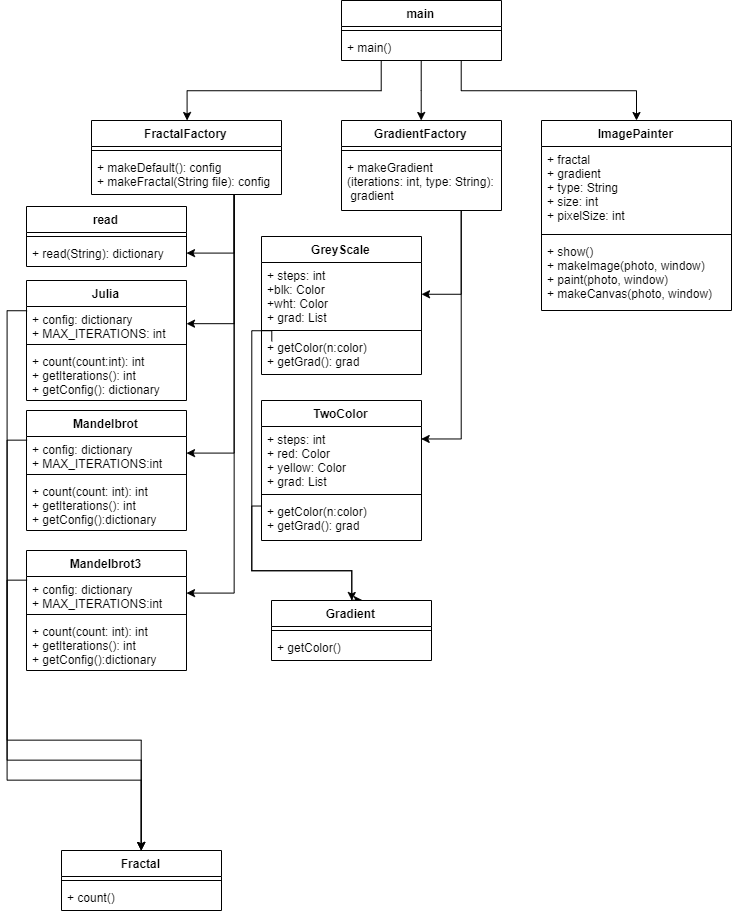 main
+ main()
FractalFactory
+ makeDefault(): config
+ makeFractal(String file): config
GradientFactory
+ makeGradient
(iterations: int, type: String):
gradient
ImagePainter
+ fractal
+ gradient
+ type: String
+ size: int
+ pixelSize: int
+ show()
+ makeImage(photo, window)
+ paint(photo, window)
+ makeCanvas(photo, window)
read
+ read(String): dictionary
GreyScale
+ steps: int
+blk: Color
+wht: Color
+ grad: List
+ getColor(n:color)
+ getGrad(): grad
Julia
+ config: dictionary
+ MAX_ITERATIONS: int
+ count(count:int): int
+ getIterations(): int
+ getConfig(): dictionary
Mandelbrot
+ config: dictionary
+ MAX_ITERATIONS:int
+ count(count: int): int
+ getIterations(): int
+ getConfig():dictionary
TwoColor
+ steps: int
+ red: Color
+ yellow: Color
+ grad: List
+ getColor(n:color)
+ getGrad(): grad
Mandelbrot3
+ config: dictionary
+ MAX_ITERATIONS:int
+ count(count: int): int
+ getIterations(): int
+ getConfig():dictionary
Gradient
+ getColor()
Fractal
+ count()